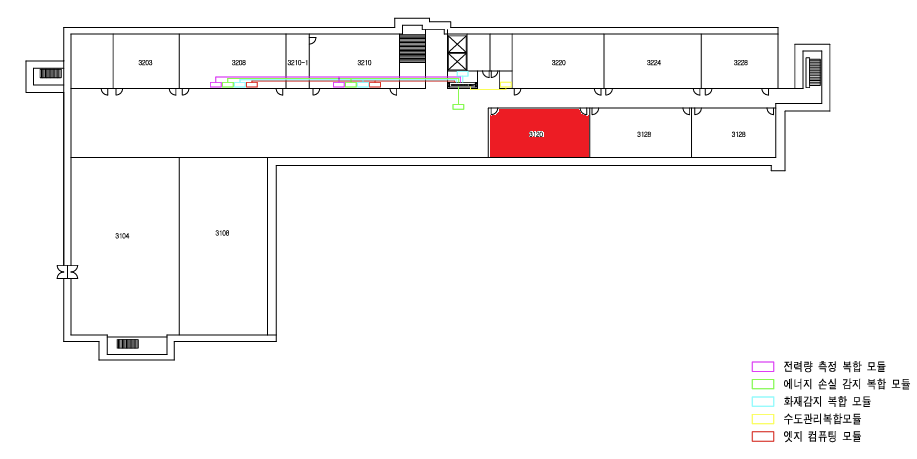 3203
3208
3210-1
3210
3220
3224
3228
3120
3128
3128
3104
3108
전력량 측정 복합 모듈
에너지 손실 감지 복합 모듈
화재감지 복합 모듈
수도관리복합모듈
엣지 컴퓨팅 모듈